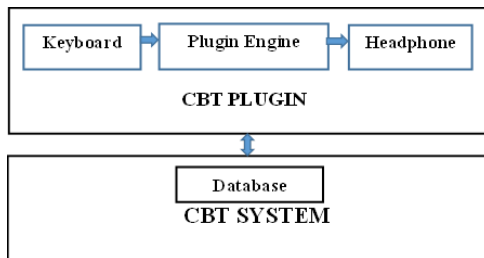 Keyboard
Plugin Engine
Headphone
CBT PLUGIN
Database
CBT SYSTEM